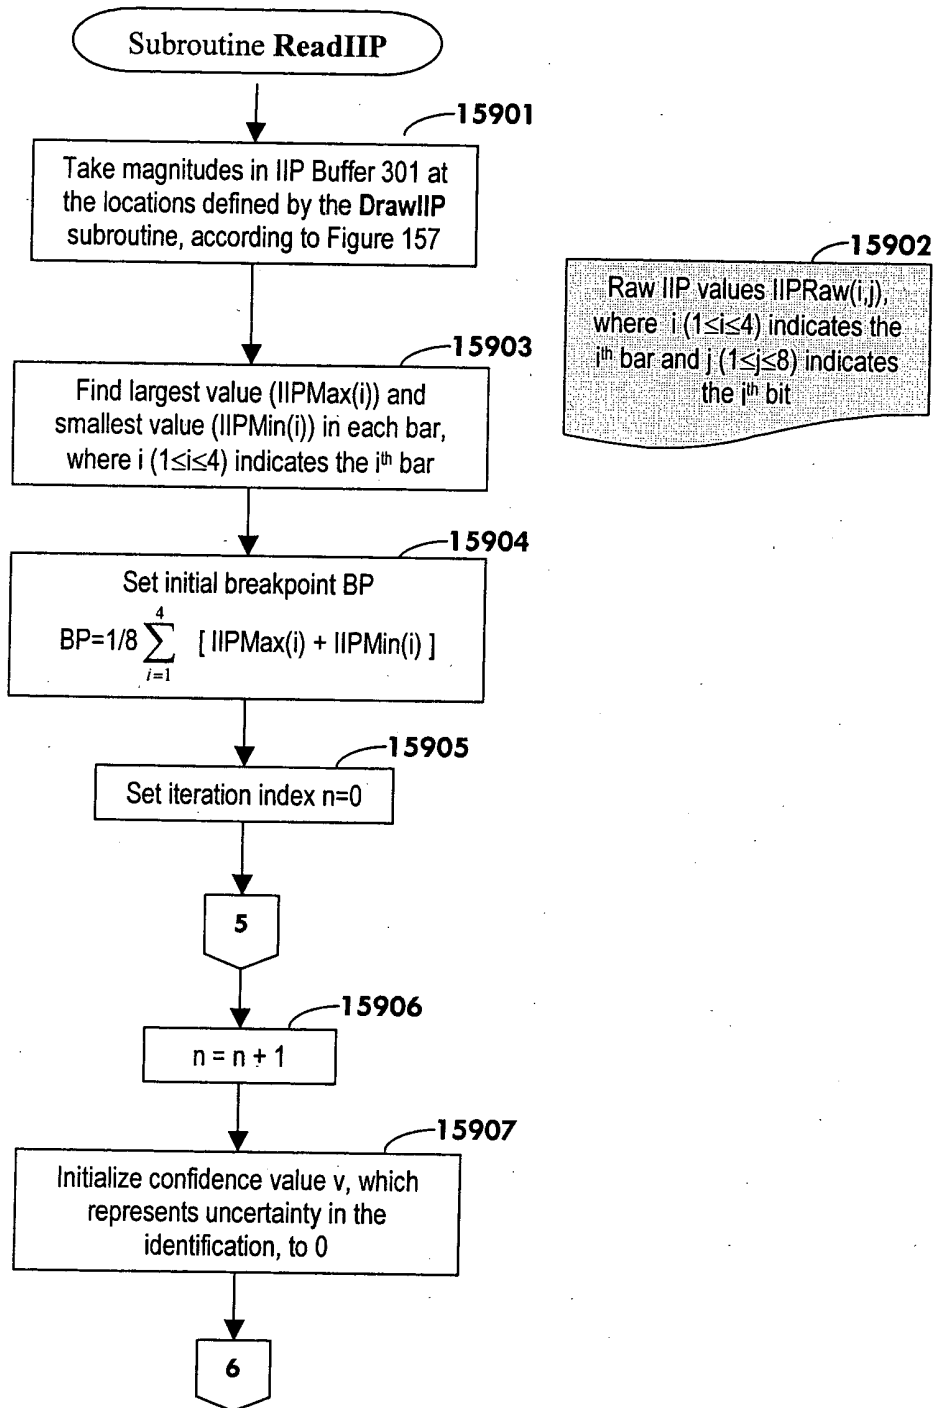 Subroutine ReadIIP
15901
Take magnitudes in IIP Buffer 301 at
the locations defined by the DrawIIP
subroutine, according to Figure 157
15902
Raw IIP values IIPRaw(i,j),
where i (1≤i≤4) indicates the
iᵗʰ bar and j (1≤j≤8) indicates
the iᵗʰ bit
15903
Find largest value (IIPMax(i)) and
smallest value (IIPMin(i)) in each bar,
where i (1≤i≤4) indicates the iᵗʰ bar
15904
Set initial breakpoint BP
4
BP=1/8 ∑ [ IIPMax(i) + IIPMin(i) ]
i=1
15905
Set iteration index n=0
5
15906
n = n + 1
15907
Initialize confidence value v, which
represents uncertainty in the
identification, to 0
6